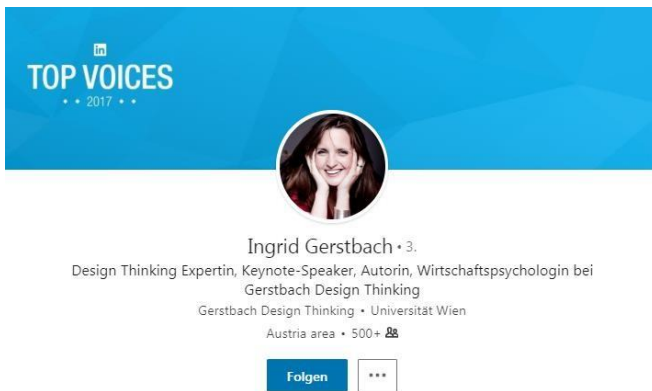 in
TOP VOICES
• • 2017 • •
Ingrid Gerstbach • 3.
Design Thinking Expertin, Keynote-Speaker, Autorin, Wirtschaftspsychologin bei
Gerstbach Design Thinking
Gerstbach Design Thinking • Universität Wien
Austria area • 500+
Folgen
•••